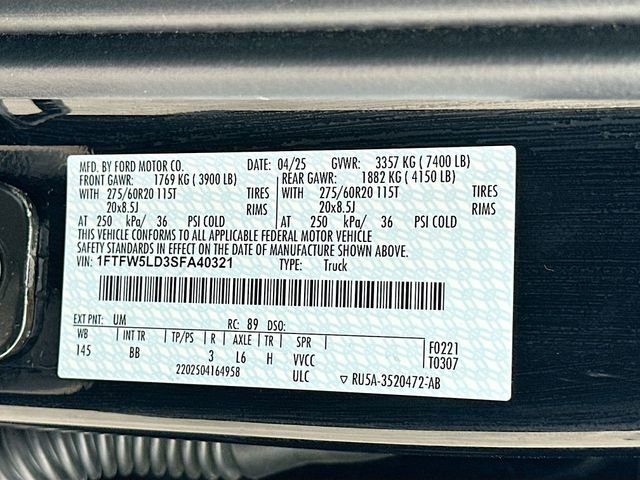 MFD. BY FORD MOTOR CO. DATE: 04/25 GVWR: 3357 KG ( 7400 LB)
FRONT GAWR: 1769 KG ( 3900 LB) REAR GAWR: 1882 KG ( 4150 LB)
WITH 275/60R20 115T TIRES WITH 275/60R20 115T TIRES
20x8.5J RIMS 20x8.5J RIMS
AT 250 kPa/ 36 PSI COLD AT 250 kPa/ 36 PSI COLD
THIS VEHICLE CONFORMS TO ALL APPLICABLE FEDERAL MOTOR VEHICLE
SAFETY STANDARDS IN EFFECT ON THE DATE OF MANUFACTURE SHOWN ABOVE.
VIN: 1FTFW5LD3SFA40321 TYPE: Truck
EXT PNT: UM RC: 89 DSO:
WB INT TR TP/PS R AXLE TR SPR F0221
145 BB 3 L6 H VVCC T0307
2202504164958 ULC ▽ RU5A-3520472-AB